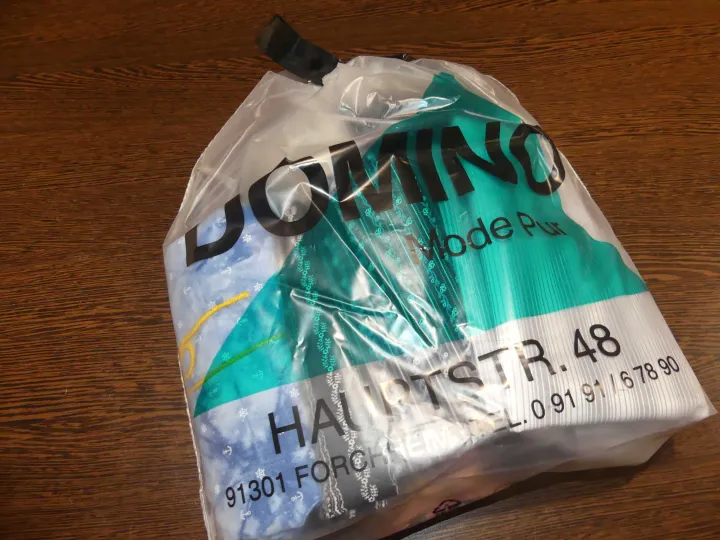 DOMINO
Mode Pur
HAUPTSTR. 48
91301 FORCHHEIM TEL. 0 91 91 / 6 78 90